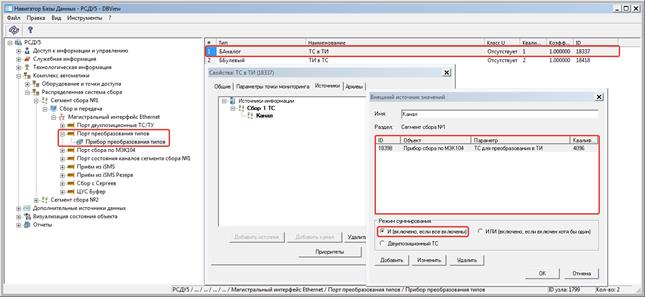 Навигатор Базы Данных - РСДУ5 - DBView
Файл Правка Вид Инструменты ?
РСДУ5
Доступ к информации и управлению
Служебная информация
Технологическая информация
Комплекс автоматики
Оборудование и точки доступа
Распределенная система сбора
Сегмент сбора №1
Сбор и передача
Магистральный интерфейс Ethernet
Порт двухпозиционные ТС/ТУ
Порт преобразования типов
Прибор преобразования типов
Порт сбора по МЭК104
Порт состояния каналов сегмента сбора №1
Приём из iSMS
Приём из iSMS Резерв
Сбор с Сергеев
ЦУС Буфер
Сегмент сбора №2
Дополнительные источники данных
Визуализация состояния объекта
Отчеты
# Тип Наименование Класс U Квали... Коэфф... ID
1 БАналог ТС в ТИ Отсутствует 1 1.0000 18337
2 ББулевый ТИ в ТС Отсутствует 2 1.0000 18418
Свойства: ТС в ТИ (18337)
Общие Параметры точки мониторинга Источники Архивы
Источники информации
Сбор 1 ТС
Канал
Добавить источник Добавить канал Удалить
Приоритеты
Внешний источник значений
Имя: Канал
Раздел: Сегмент сбора №1
ID Объект Параметр Квалиф...
18398 Прибор сбора по МЭК104 ТС для преобразования в ТИ 4096
Режим суммирования
И (включено, если все включены) ИЛИ (включено, если включен хотя бы один)
Двухпозиционный ТС
Добавить Изменить Удалить
OK Отмена
РСДУ5 / ... / ... / ... / Магистральный интерфейс Ethernet / Порт преобразования типов / Прибор преобразования типов ID узла: 1799 Кол-во: 2